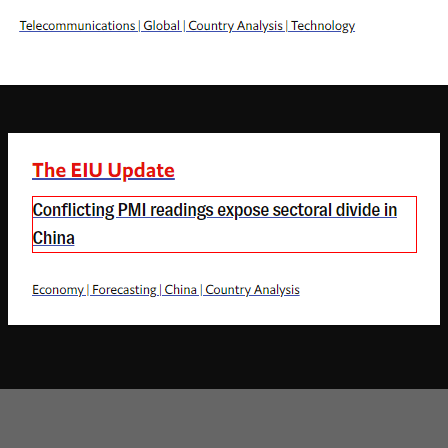 Telecommunications | Global | Country Analysis | Technology
The EIU Update
Conflicting PMI readings expose sectoral divide in
China
Economy | Forecasting | China | Country Analysis